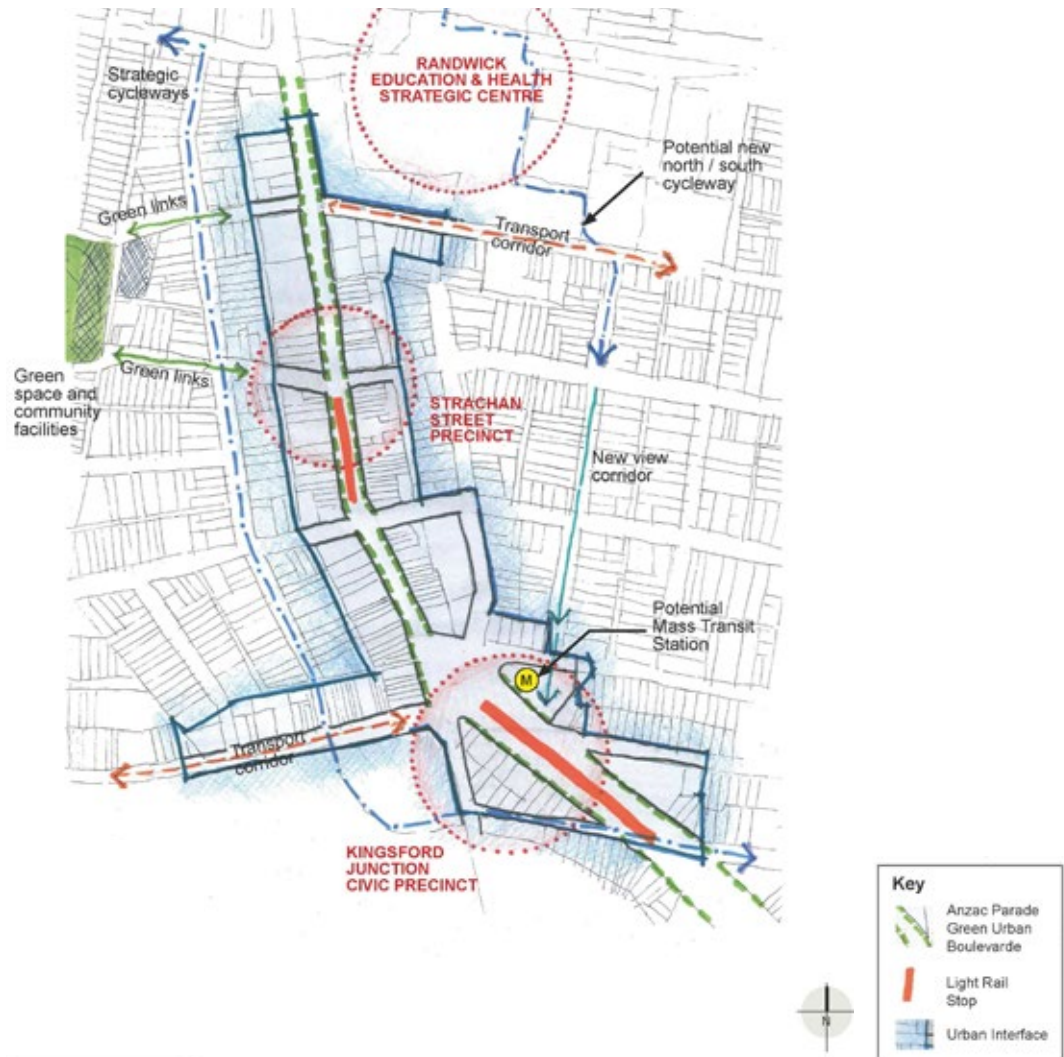 RANDWICK
EDUCATION & HEALTH
STRATEGIC CENTRE
Strategic
cycleways
Potential new
north / south
cycleway
Green links
Transport
corridor
Green links
Green
space and
community
facilities
STRACHAN
STREET
PRECINCT
New view
corridor
Potential
Mass Transit
Station
M
Transport
corridor
KINGSFORD
JUNCTION
CIVIC PRECINCT
Key
Anzac Parade
Green Urban
Boulevarde
Light Rail
Stop
Urban Interface
N